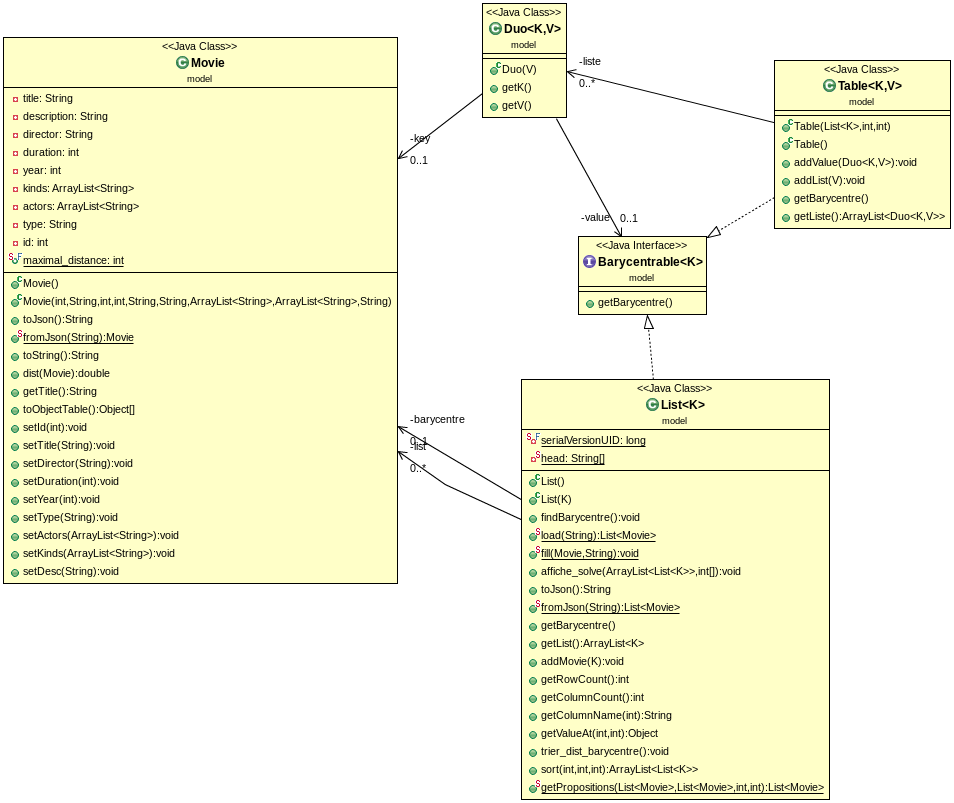 <<Java Class>>
Movie
model
title: String
description: String
director: String
duration: int
year: int
kinds: ArrayList<String>
actors: ArrayList<String>
type: String
id: int
maximal_distance: int
Movie()
Movie(int,String,int,int,String,String,ArrayList<String>,ArrayList<String>,String)
toJson():String
fromJson(String):Movie
toString():String
dist(Movie):double
getTitle():String
toObjectTable():Object[]
setId(int):void
setTitle(String):void
setDirector(String):void
setDuration(int):void
setYear(int):void
setType(String):void
setActors(ArrayList<String>):void
setKinds(ArrayList<String>):void
setDesc(String):void
<<Java Class>>
Duo<K,V>
model
Duo(V)
getK()
getV()
-key
0..1
-liste
0..*
-value
0..1
<<Java Class>>
Table<K,V>
model
Table(List<K>,int,int)
Table()
addValue(Duo<K,V>):void
addList(V):void
getBarycentre()
getListe():ArrayList<Duo<K,V>>
<<Java Interface>>
Barycentrable<K>
model
getBarycentre()
-barycentre
0..1
-list
0..*
<<Java Class>>
List<K>
model
serialVersionUID: long
head: String[]
List()
List(K)
findBarycentre():void
load(String):List<Movie>
fill(Movie,String):void
affiche_solve(ArrayList<List<K>>,int[]):void
toJson():String
fromJson(String):List<Movie>
getBarycentre()
getList():ArrayList<K>
addMovie(K):void
getRowCount():int
getColumnCount():int
getColumnName(int):String
getValueAt(int,int):Object
trier_dist_barycentre():void
sort(int,int,int):ArrayList<List<K>>
getPropositions(List<Movie>,List<Movie>,int,int):List<Movie>